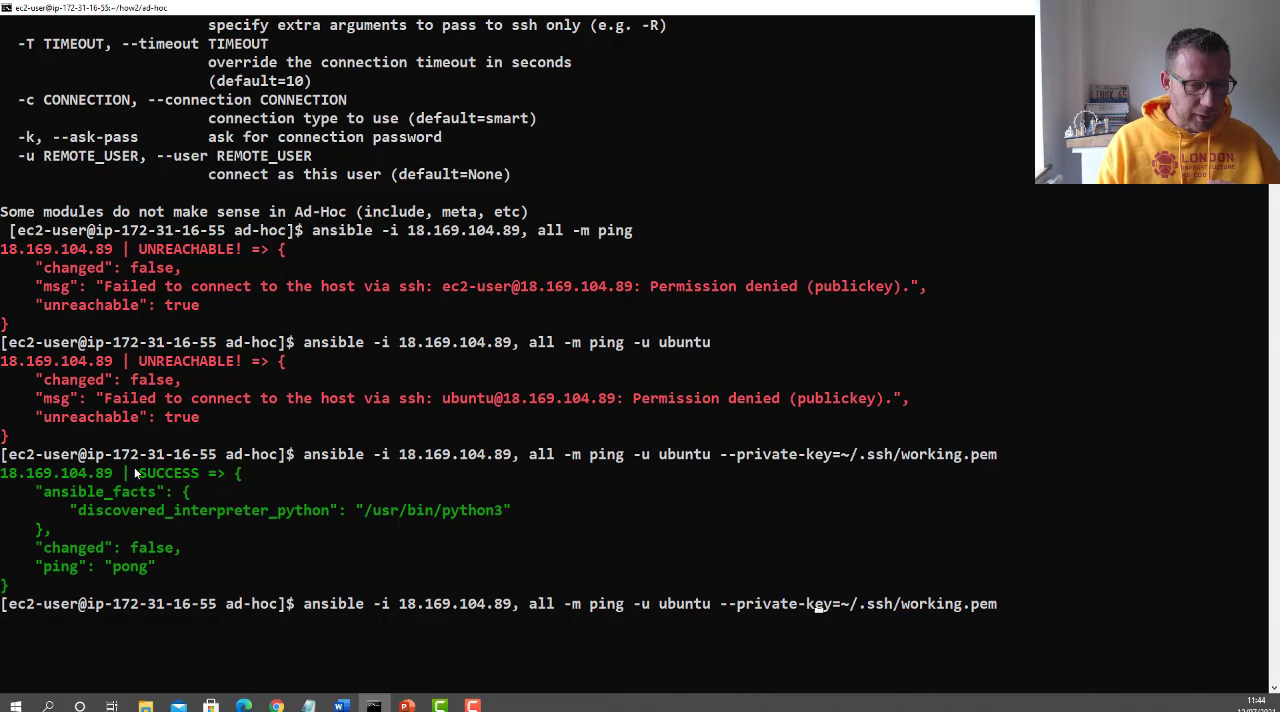 ec2-user@ip-172-31-16-55:~/how2/ad-hoc
specify extra arguments to pass to ssh only (e.g. -R)
-T TIMEOUT, --timeout TIMEOUT
override the connection timeout in seconds
(default=10)
-c CONNECTION, --connection CONNECTION
connection type to use (default=smart)
-k, --ask-pass        ask for connection password
-u REMOTE_USER, --user REMOTE_USER
connect as this user (default=None)
Some modules do not make sense in Ad-Hoc (include, meta, etc)
[ec2-user@ip-172-31-16-55 ad-hoc]$ ansible -i 18.169.104.89, all -m ping
18.169.104.89 | UNREACHABLE! => {
"changed": false,
"msg": "Failed to connect to the host via ssh: ec2-user@18.169.104.89: Permission denied (publickey).",
"unreachable": true
}
[ec2-user@ip-172-31-16-55 ad-hoc]$ ansible -i 18.169.104.89, all -m ping -u ubuntu
18.169.104.89 | UNREACHABLE! => {
"changed": false,
"msg": "Failed to connect to the host via ssh: ubuntu@18.169.104.89: Permission denied (publickey).",
"unreachable": true
}
[ec2-user@ip-172-31-16-55 ad-hoc]$ ansible -i 18.169.104.89, all -m ping -u ubuntu --private-key=~/.ssh/working.pem
18.169.104.89 | SUCCESS => {
"ansible_facts": {
"discovered_interpreter_python": "/usr/bin/python3"
},
"changed": false,
"ping": "pong"
}
[ec2-user@ip-172-31-16-55 ad-hoc]$ ansible -i 18.169.104.89, all -m ping -u ubuntu --private-key=~/.ssh/working.pem
LINUX 65
LONDON
INFRASTRUCTURE
AS CODE
11:44